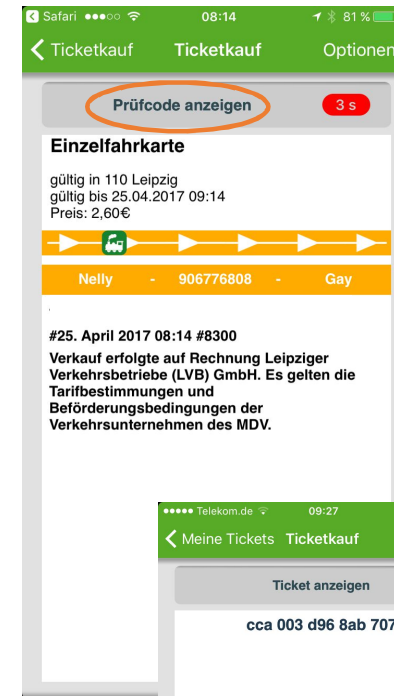 Safari 08:14 81 %
Ticketkauf Ticketkauf Optionen
Prüfcode anzeigen 3 s
Einzelfahrkarte
gültig in 110 Leipzig
gültig bis 25.04.2017 09:14
Preis: 2,60€
Nelly - 906776808 - Gay
#25. April 2017 08:14 #8300
Verkauf erfolgte auf Rechnung Leipziger
Verkehrsbetriebe (LVB) GmbH. Es gelten die
Tarifbestimmungen und
Beförderungsbedingungen der
Verkehrsunternehmen des MDV.
Telekom.de 09:27
Meine Tickets Ticketkauf
Ticket anzeigen
cca 003 d96 8ab 707